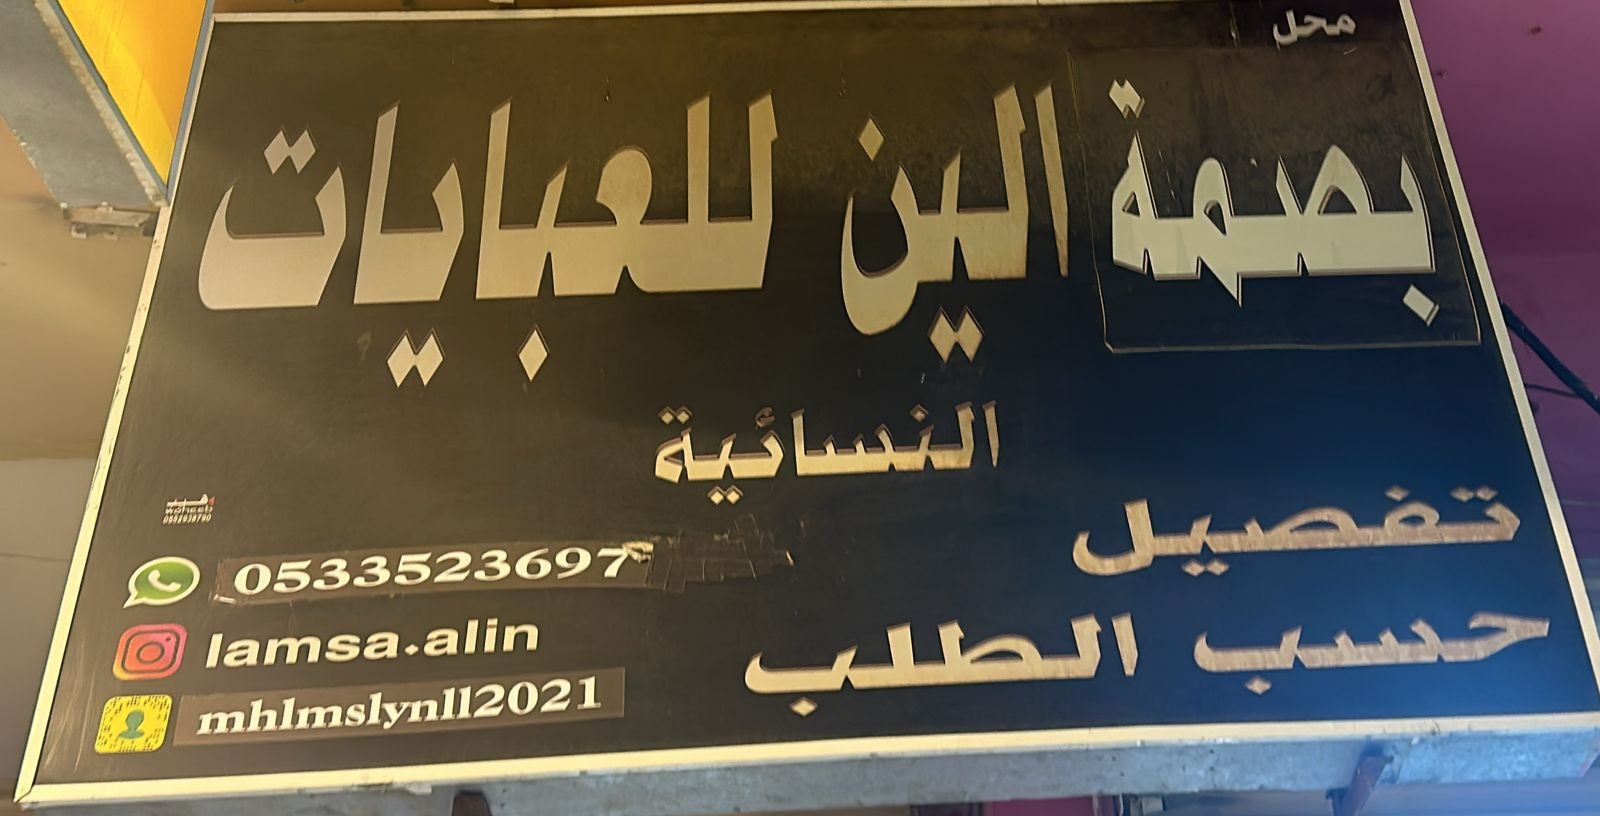 محل
بصمة الين للعبايات
النسائية
تفصيل
حسب الطلب
0533523697
lamsa.alin
mhlmslynll2021